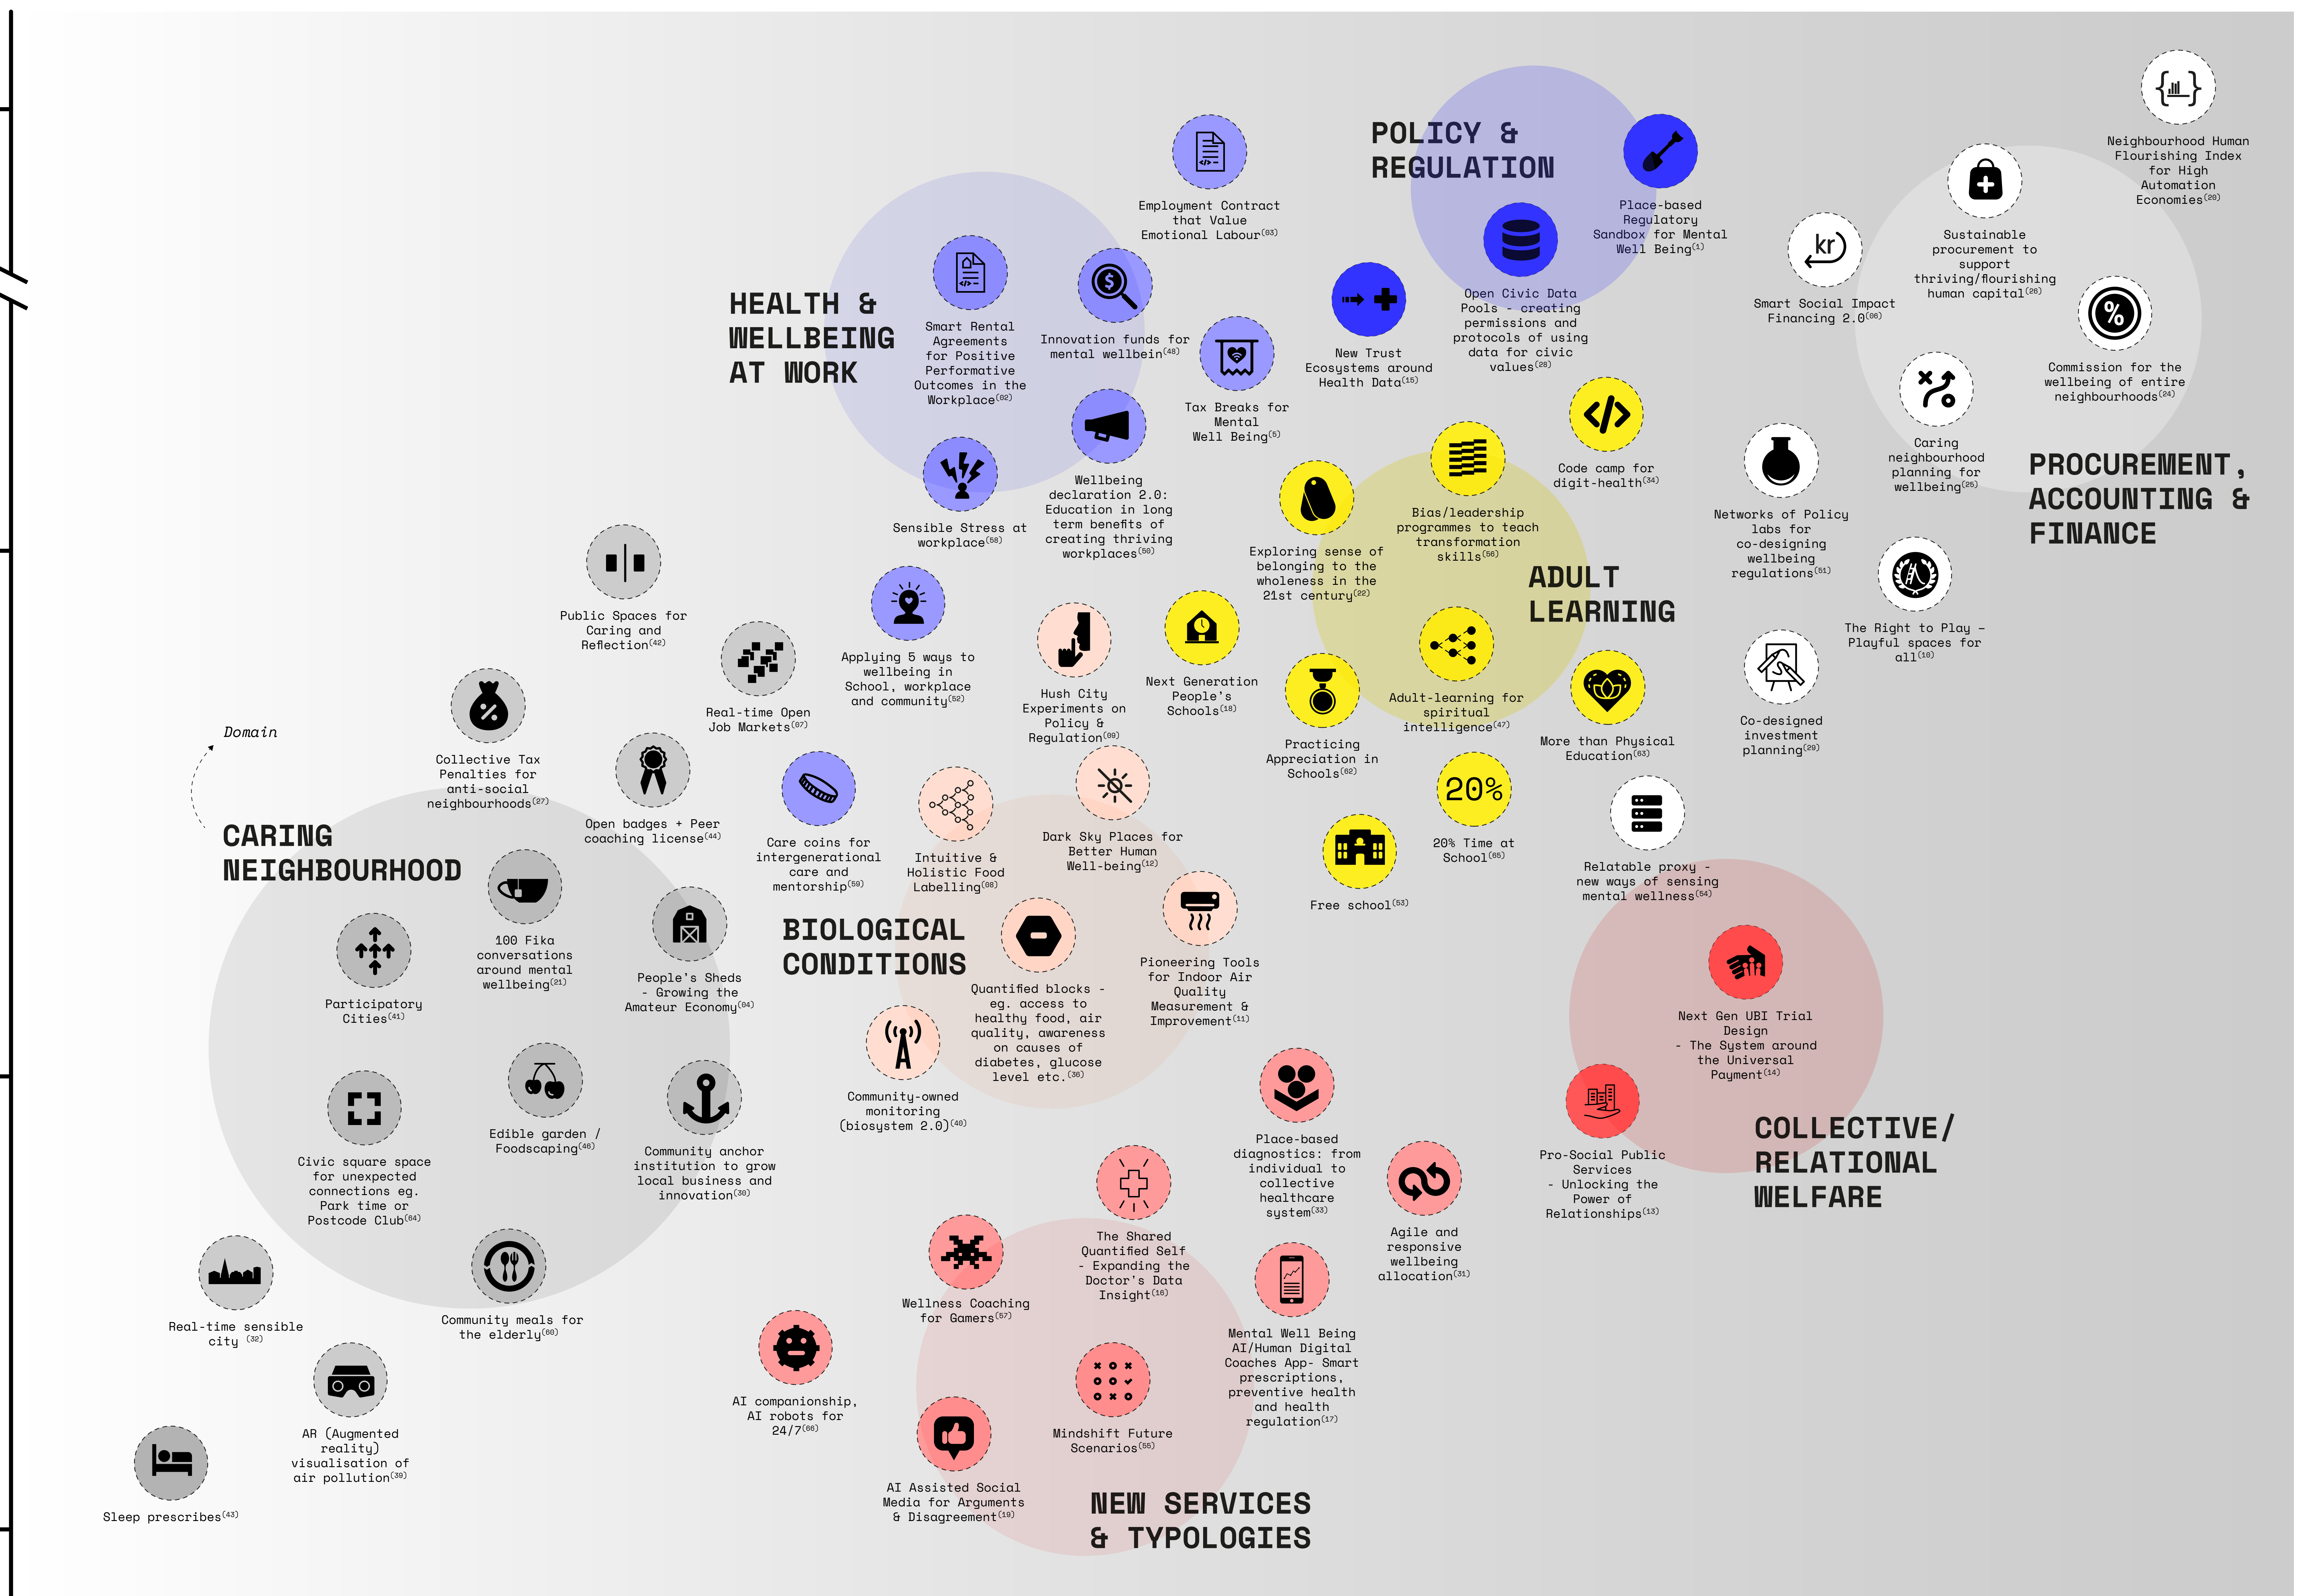 Neighbourhood Human
Flourishing Index
for High
Automation
Economies(20)
POLICY &
REGULATION
Employment Contract
that Value
Emotional Labour(03)
Place-based
Regulatory
Sandbox for Mental
Well Being(1)
Sustainable
procurement to
support
thriving/flourishing
human capital(26)
kr
Smart Social Impact
Financing 2.0(06)
HEALTH &
WELLBEING
AT WORK
Smart Rental
Agreements
for Positive
Performative
Outcomes in the
Workplace(02)
$
Innovation funds for
mental wellbein(48)
Open Civic Data
Pools - creating
permissions and
protocols of using
data for civic
values(28)
New Trust
Ecosystems around
Health Data(15)
%
Commission for the
wellbeing of entire
neighbourhoods(24)
Tax Breaks for
Mental
Well Being(5)
Code camp for
digit-health(34)
Caring
neighbourhood
planning for
wellbeing(25)
PROCUREMENT,
ACCOUNTING &
FINANCE
Wellbeing
declaration 2.0:
Education in long
term benefits of
creating thriving
workplaces(50)
Sensible Stress at
workplace(58)
Bias/leadership
programmes to teach
transformation
skills(56)
Exploring sense of
belonging to the
wholeness in the
21st century(22)
Networks of Policy
labs for
co-designing
wellbeing
regulations(51)
ADULT
LEARNING
Public Spaces for
Caring and
Reflection(42)
The Right to Play –
Playful spaces for
all(10)
Applying 5 ways to
wellbeing in
School, workplace
and community(52)
Real-time Open
Job Markets(07)
Hush City
Experiments on
Policy &
Regulation(09)
Next Generation
People's
Schools(18)
Adult-learning for
spiritual
intelligence(47)
Practicing
Appreciation in
Schools(62)
More than Physical
Education(63)
Co-designed
investment
planning(29)
Domain
Collective Tax
Penalties for
anti-social
neighbourhoods(27)
Open badges + Peer
coaching license(44)
Care coins for
intergenerational
care and
mentorship(59)
Intuitive &
Holistic Food
Labelling(08)
Dark Sky Places for
Better Human
Well-being(12)
20%
20% Time at
School(65)
Free school(53)
Relatable proxy -
new ways of sensing
mental wellness(54)
CARING
NEIGHBOURHOOD
100 Fika
conversations
around mental
wellbeing(21)
Participatory
Cities(41)
People's Sheds
- Growing the
Amateur Economy(04)
BIOLOGICAL
CONDITIONS
Quantified blocks -
eg. access to
healthy food, air
quality, awareness
on causes of
diabetes, glucose
level etc.(36)
Pioneering Tools
for Indoor Air
Quality
Measurement &
Improvement(11)
Next Gen UBI Trial
Design
- The System around
the Universal
Payment(14)
Community-owned
monitoring
(biosystem 2.0)(40)
COLLECTIVE/
RELATIONAL
WELFARE
Edible garden /
Foodscaping(46)
Civic square space
for unexpected
connections eg.
Park time or
Postcode Club(64)
Community anchor
institution to grow
local business and
innovation(30)
Place-based
diagnostics: from
individual to
collective
healthcare
system(33)
Pro-Social Public
Services
- Unlocking the
Power of
Relationships(13)
Agile and
responsive
wellbeing
allocation(31)
The Shared
Quantified Self
- Expanding the
Doctor's Data
Insight(16)
Wellness Coaching
for Gamers(57)
Real-time sensible
city (32)
Community meals for
the elderly(60)
Mental Well Being
AI/Human Digital
Coaches App- Smart
prescriptions,
preventive health
and health
regulation(17)
AI companionship,
AI robots for
24/7(66)
Mindshift Future
Scenarios(55)
AR (Augmented
reality)
visualisation of
air pollution(39)
AI Assisted Social
Media for Arguments
& Disagreement(19)
Sleep prescribes(43)
NEW SERVICES
& TYPOLOGIES